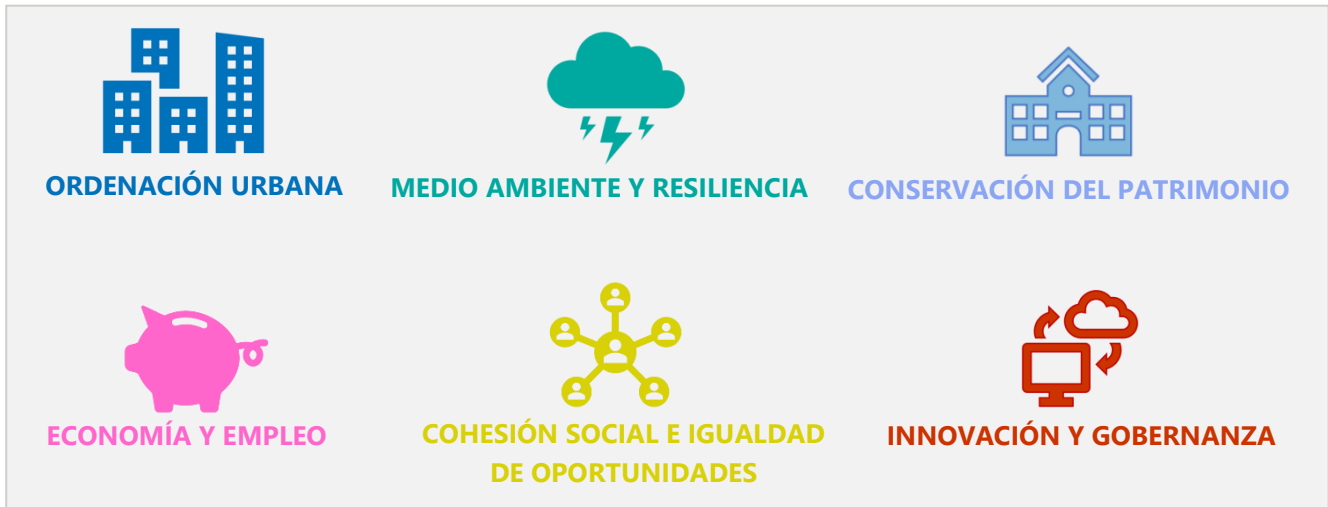 ORDENACIÓN URBANA
MEDIO AMBIENTE Y RESILIENCIA
CONSERVACIÓN DEL PATRIMONIO
ECONOMÍA Y EMPLEO
COHESIÓN SOCIAL E IGUALDAD
DE OPORTUNIDADES
INNOVACIÓN Y GOBERNANZA